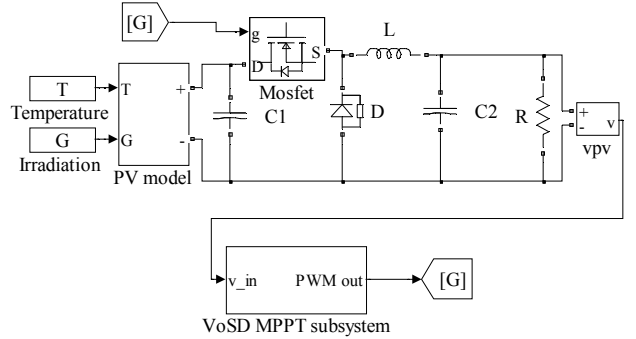 [G]
g
D
S
Mosfet
L
T
Temperature
G
Irradiation
T
G
+
-
PV model
C1
D
C2
R
+
-
v
vpv
v_in
PWM out
VoSD MPPT subsystem
[G]